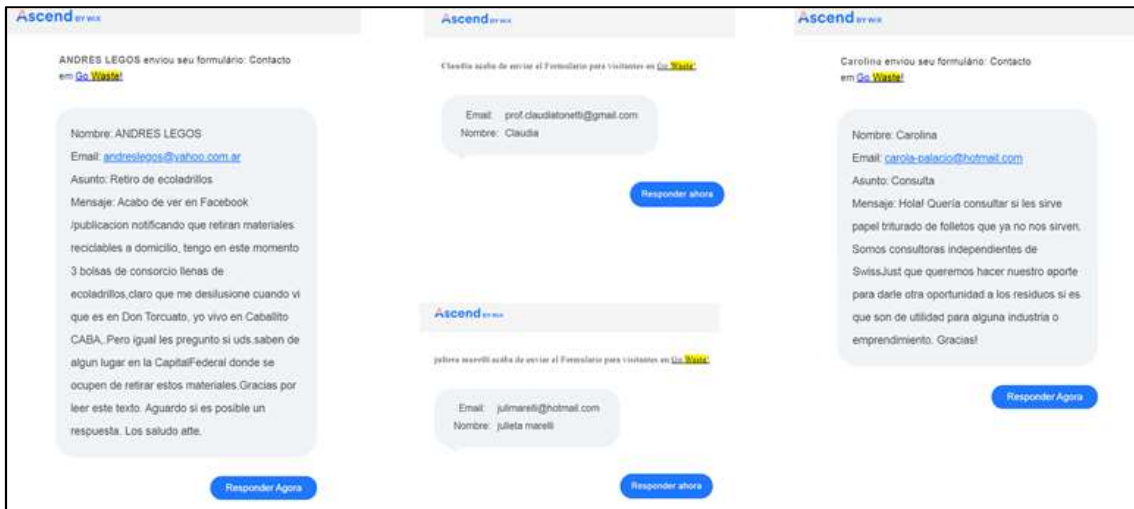 Ascend BY WIX
ANDRES LEGOS enviou seu formulário: Contacto
em Go Waste!
Nombre: ANDRES LEGOS
Email: andreslegos@yahoo.com.ar
Asunto: Retiro de ecoladrillos
Mensaje: Acabo de ver en Facebook
/publicacion notificando que retiran materiales
reciclables a domicilio, tengo en este momento
3 bolsas de consorcio llenas de
ecoladrillos,claro que me desilusione cuando vi
que es en Don Torcuato, yo vivo en Caballito
CABA,.Pero igual les pregunto si uds.saben de
algun lugar en la CapitalFederal donde se
ocupen de retirar estos materiales.Gracias por
leer este texto. Aguardo si es posible un
respuesta. Los saludo atte.
Responder Agora
Ascend BY WIX
Claudia acaba de enviar el Formulario para visitantes en Go Waste!.
Email: prof.claudiatonetti@gmail.com
Nombre: Claudia
Responder ahora
Ascend BY WIX
julieta marelli acaba de enviar el Formulario para visitantes en Go Waste!.
Email: julimarelli@hotmail.com
Nombre: julieta marelli
Responder ahora
Ascend BY WIX
Carolina enviou seu formulário: Contacto
em Go Waste!
Nombre: Carolina
Email: carola-palacio@hotmail.com
Asunto: Consulta
Mensaje: Hola! Quería consultar si les sirve
papel triturado de folletos que ya no nos sirven.
Somos consultoras independientes de
SwissJust que queremos hacer nuestro aporte
para darle otra oportunidad a los residuos si es
que son de utilidad para alguna industria o
emprendimiento. Gracias!
Responder Agora